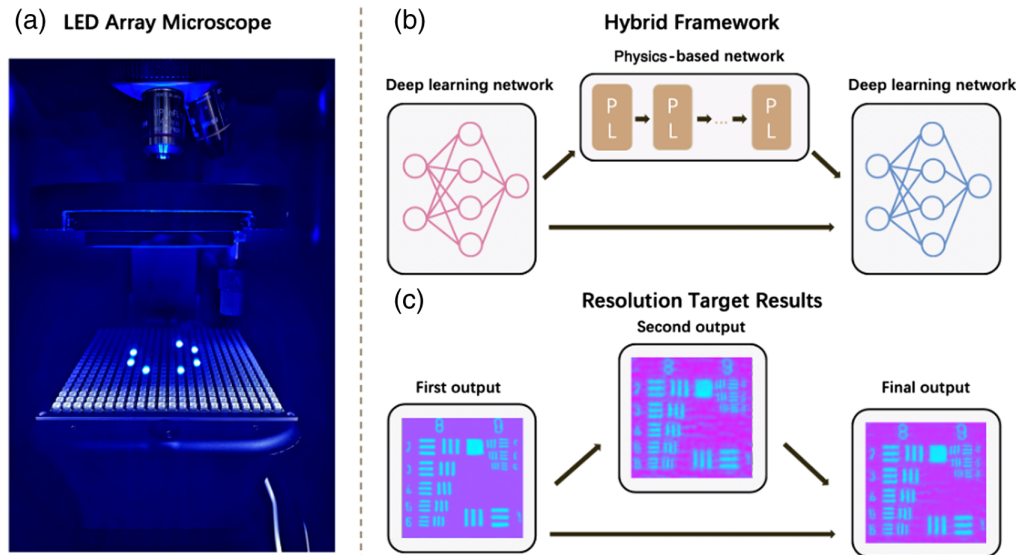 (a) LED Array Microscope
(b) Hybrid Framework
Physics-based network
Deep learning network
Deep learning network
P L
P L
...
P L
(c) Resolution Target Results
Second output
First output
Final output